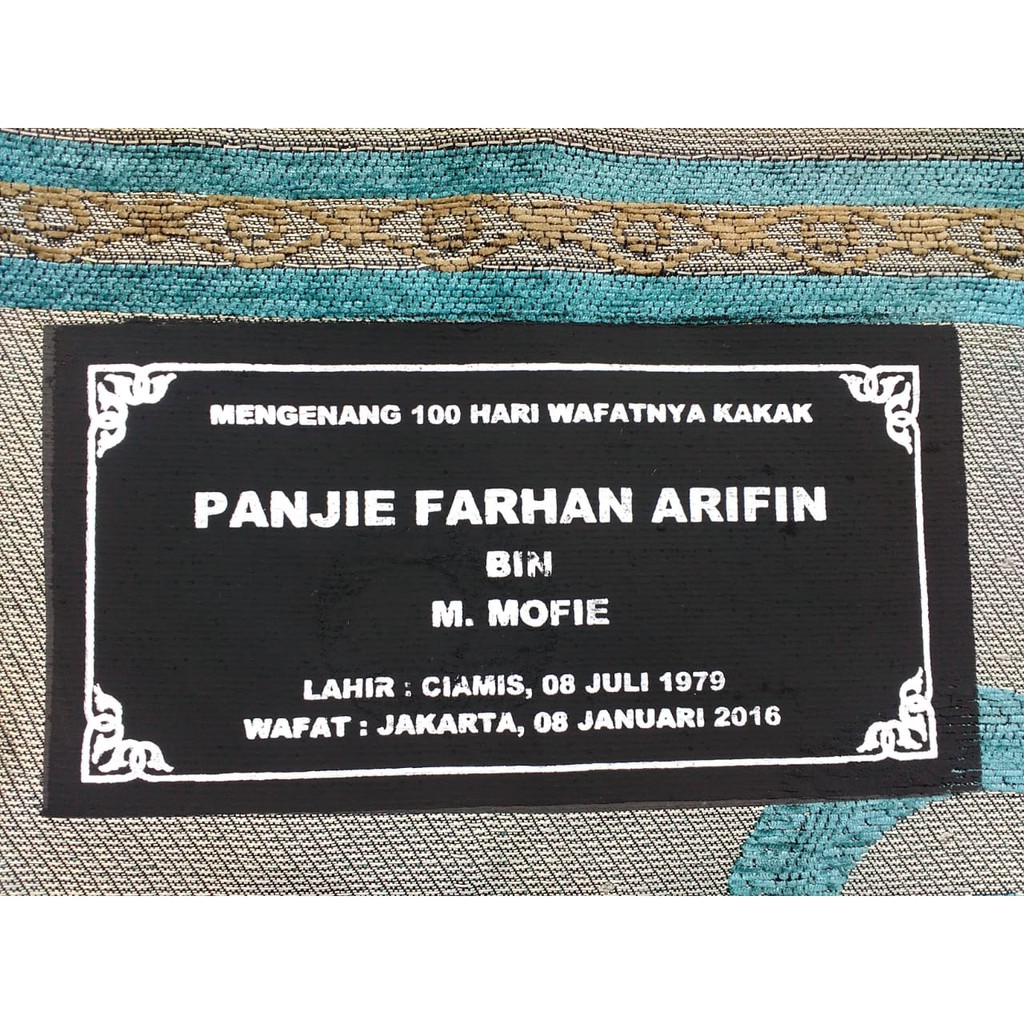 MENGENANG 100 HARI WAFATNYA KAKAK
PANJIE FARHAN ARIFIN
BIN
M. MOFIE
LAHIR : CIAMIS, 08 JULI 1979
WAFAT : JAKARTA, 08 JANUARI 2016